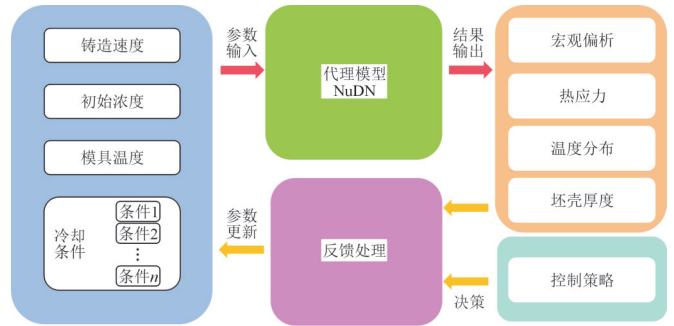 铸造速度
初始浓度
模具温度
冷却
条件
条件1
条件2
⋮
条件n
参数
输入
代理模型
NuDN
结果
输出
宏观偏析
热应力
温度分布
坯壳厚度
参数
更新
反馈处理
决策
控制策略